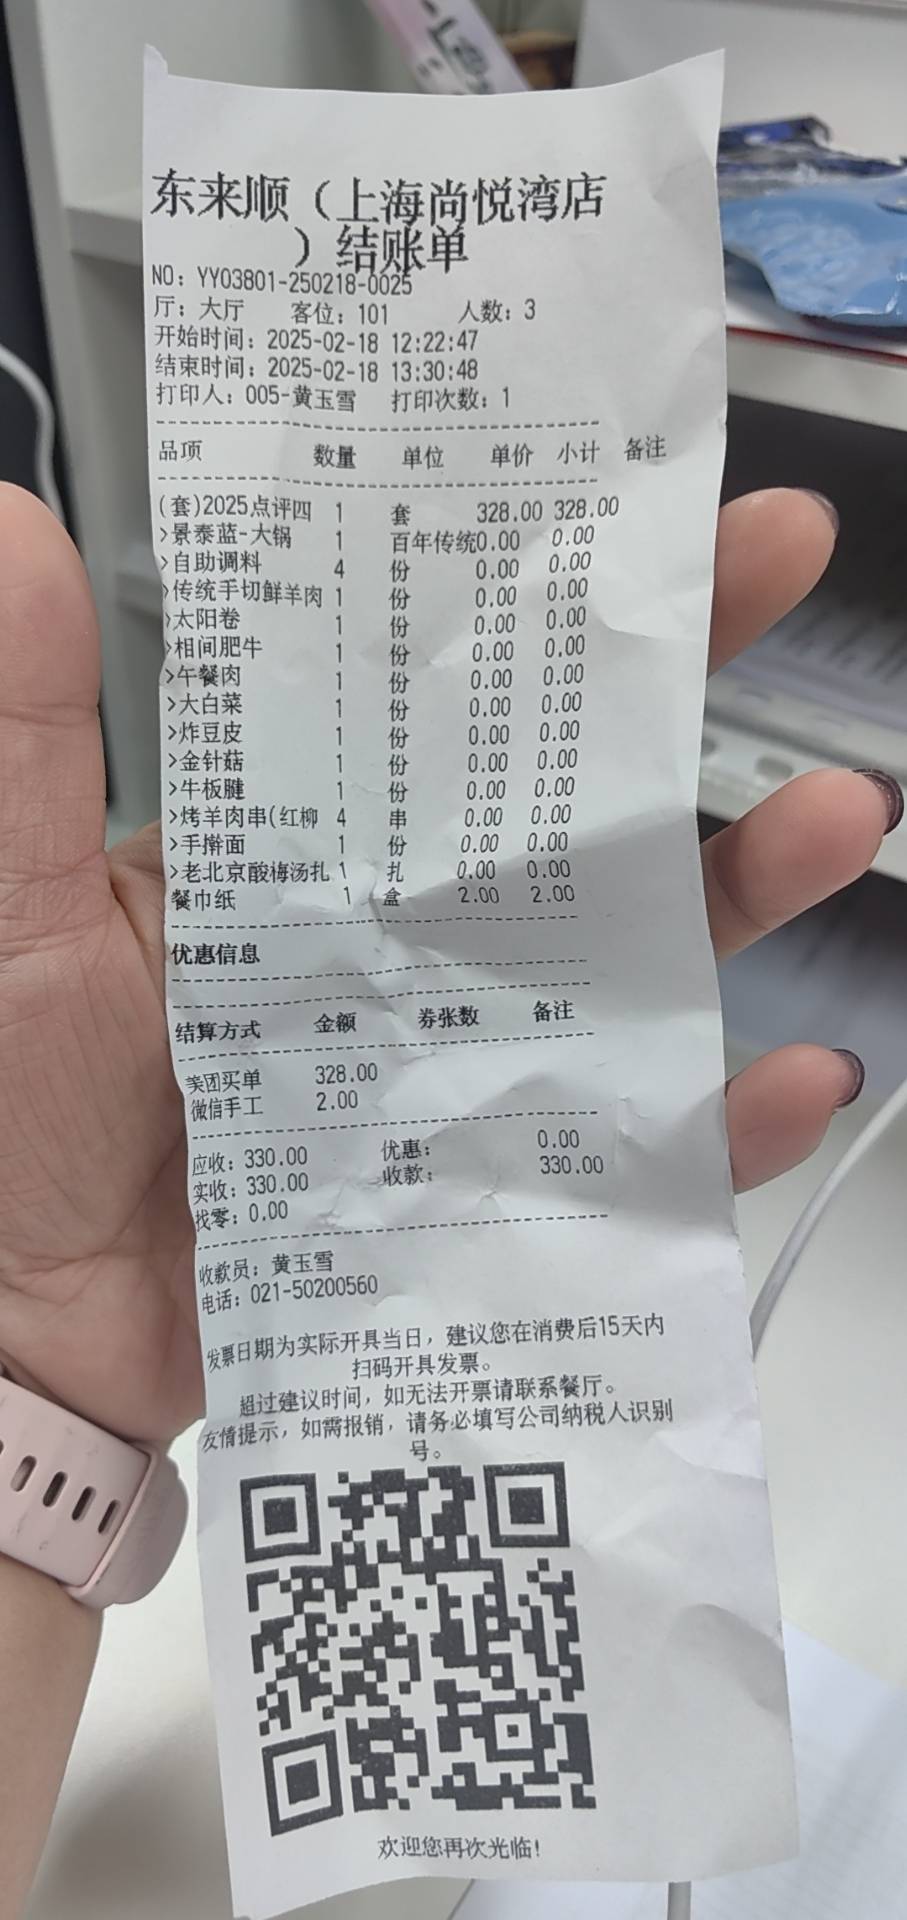 东来顺（上海尚悦湾店
）结账单
NO: YY03801-250218-0025
厅: 大厅 客位: 101 人数: 3
开始时间: 2025-02-18 12:22:47
结束时间: 2025-02-18 13:30:48
打印人: 005-黄玉雪 打印次数: 1
品项 数量 单位 单价 小计 备注
(套)2025点评四 1 套 328.00 328.00
>景泰蓝-大锅 1 百年传统0.00 0.00
>自助调料 4 份 0.00 0.00
>传统手切鲜羊肉 1 份 0.00 0.00
>太阳卷 1 份 0.00 0.00
>相间肥牛 1 份 0.00 0.00
>午餐肉 1 份 0.00 0.00
>大白菜 1 份 0.00 0.00
>炸豆皮 1 份 0.00 0.00
>金针菇 1 份 0.00 0.00
>牛板腱 1 份 0.00 0.00
>烤羊肉串(红柳 4 串 0.00 0.00
>手擀面 1 份 0.00 0.00
>老北京酸梅汤扎 1 扎 0.00 0.00
餐巾纸 1 盒 2.00 2.00
优惠信息
结算方式 金额 券张数 备注
美团买单 328.00
微信手工 2.00
应收: 330.00 优惠: 0.00
实收: 330.00 收款: 330.00
找零: 0.00
收款员: 黄玉雪
电话: 021-50200560
发票日期为实际开具当日，建议您在消费后15天内
扫码开具发票。
超过建议时间，如无法开票请联系餐厅。
友情提示，如需报销，请务必填写公司纳税人识别
号。
欢迎您再次光临!